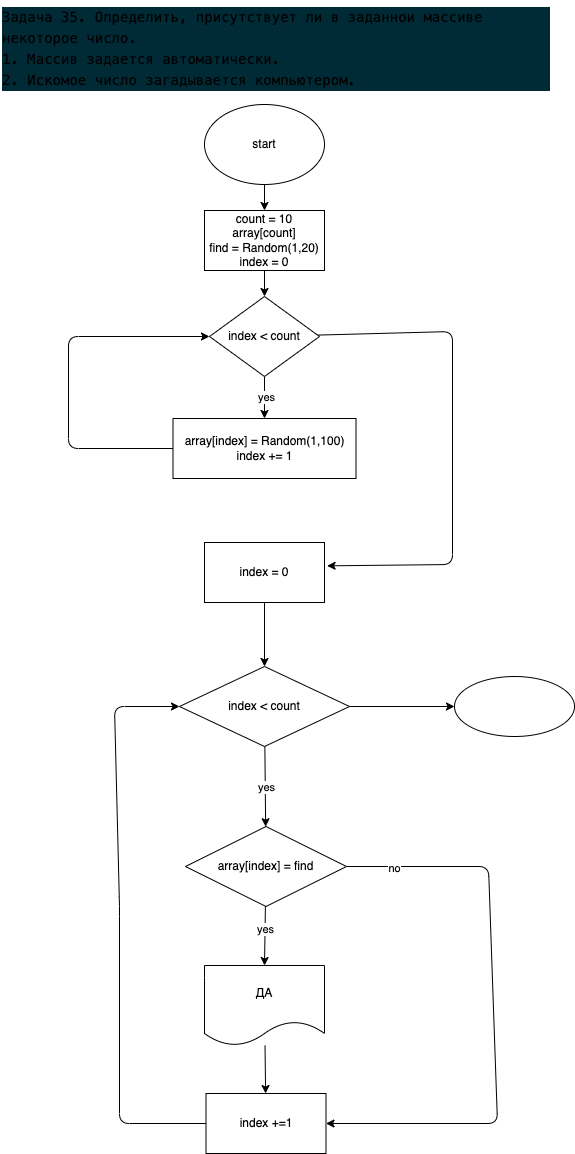 Задача 35. Определить, присутствует ли в заданном массиве
некоторое число.
1. Массив задается автоматически.
2. Искомое число загадывается компьютером.
start
count = 10
array[count]
find = Random(1,20)
index = 0
index < count
yes
array[index] = Random(1,100)
index += 1
index = 0
index < count
yes
array[index] = find
no
yes
ДА
index +=1